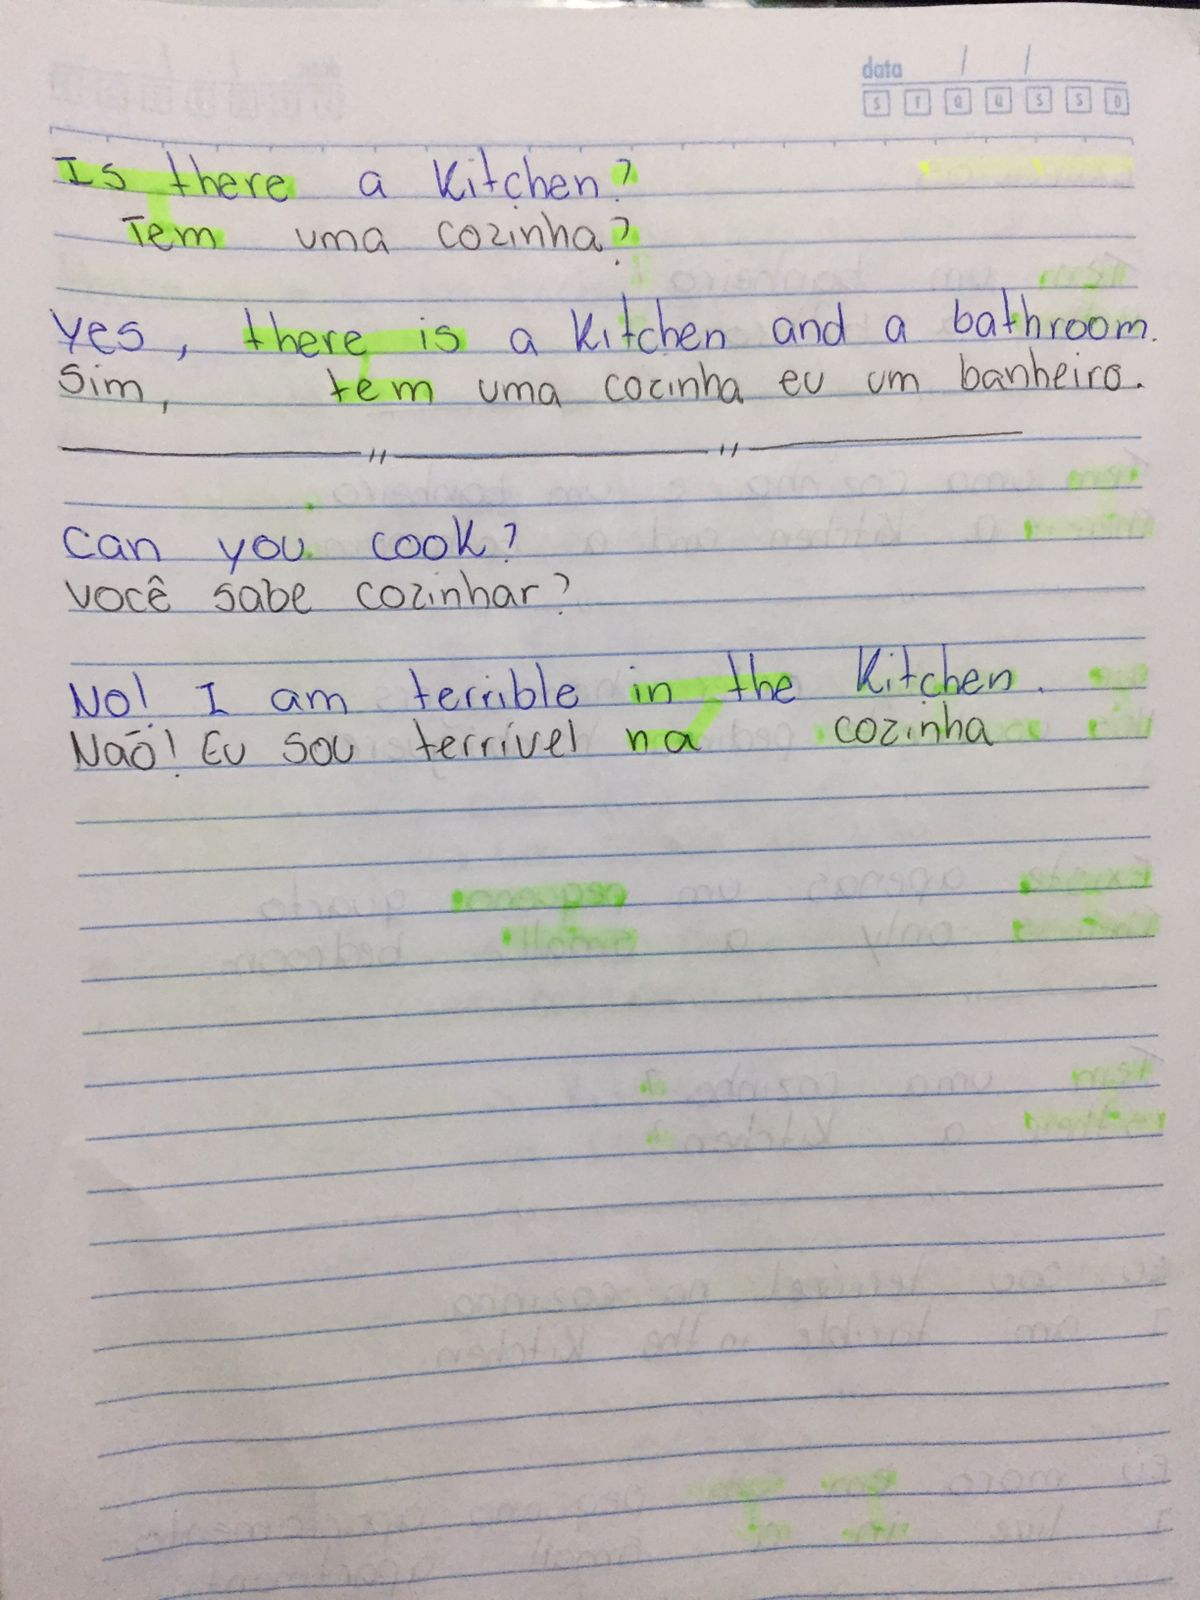 data / /
S T Q Q S S D
Is there a Kitchen?
Tem uma cozinha?
Yes, there is a Kitchen and a bathroom.
Sim, tem uma cocinha eu um banheiro.
Can you cook?
você sabe cozinhar?
No! I am terrible in the Kitchen.
Não! Eu sou terrível na cozinha